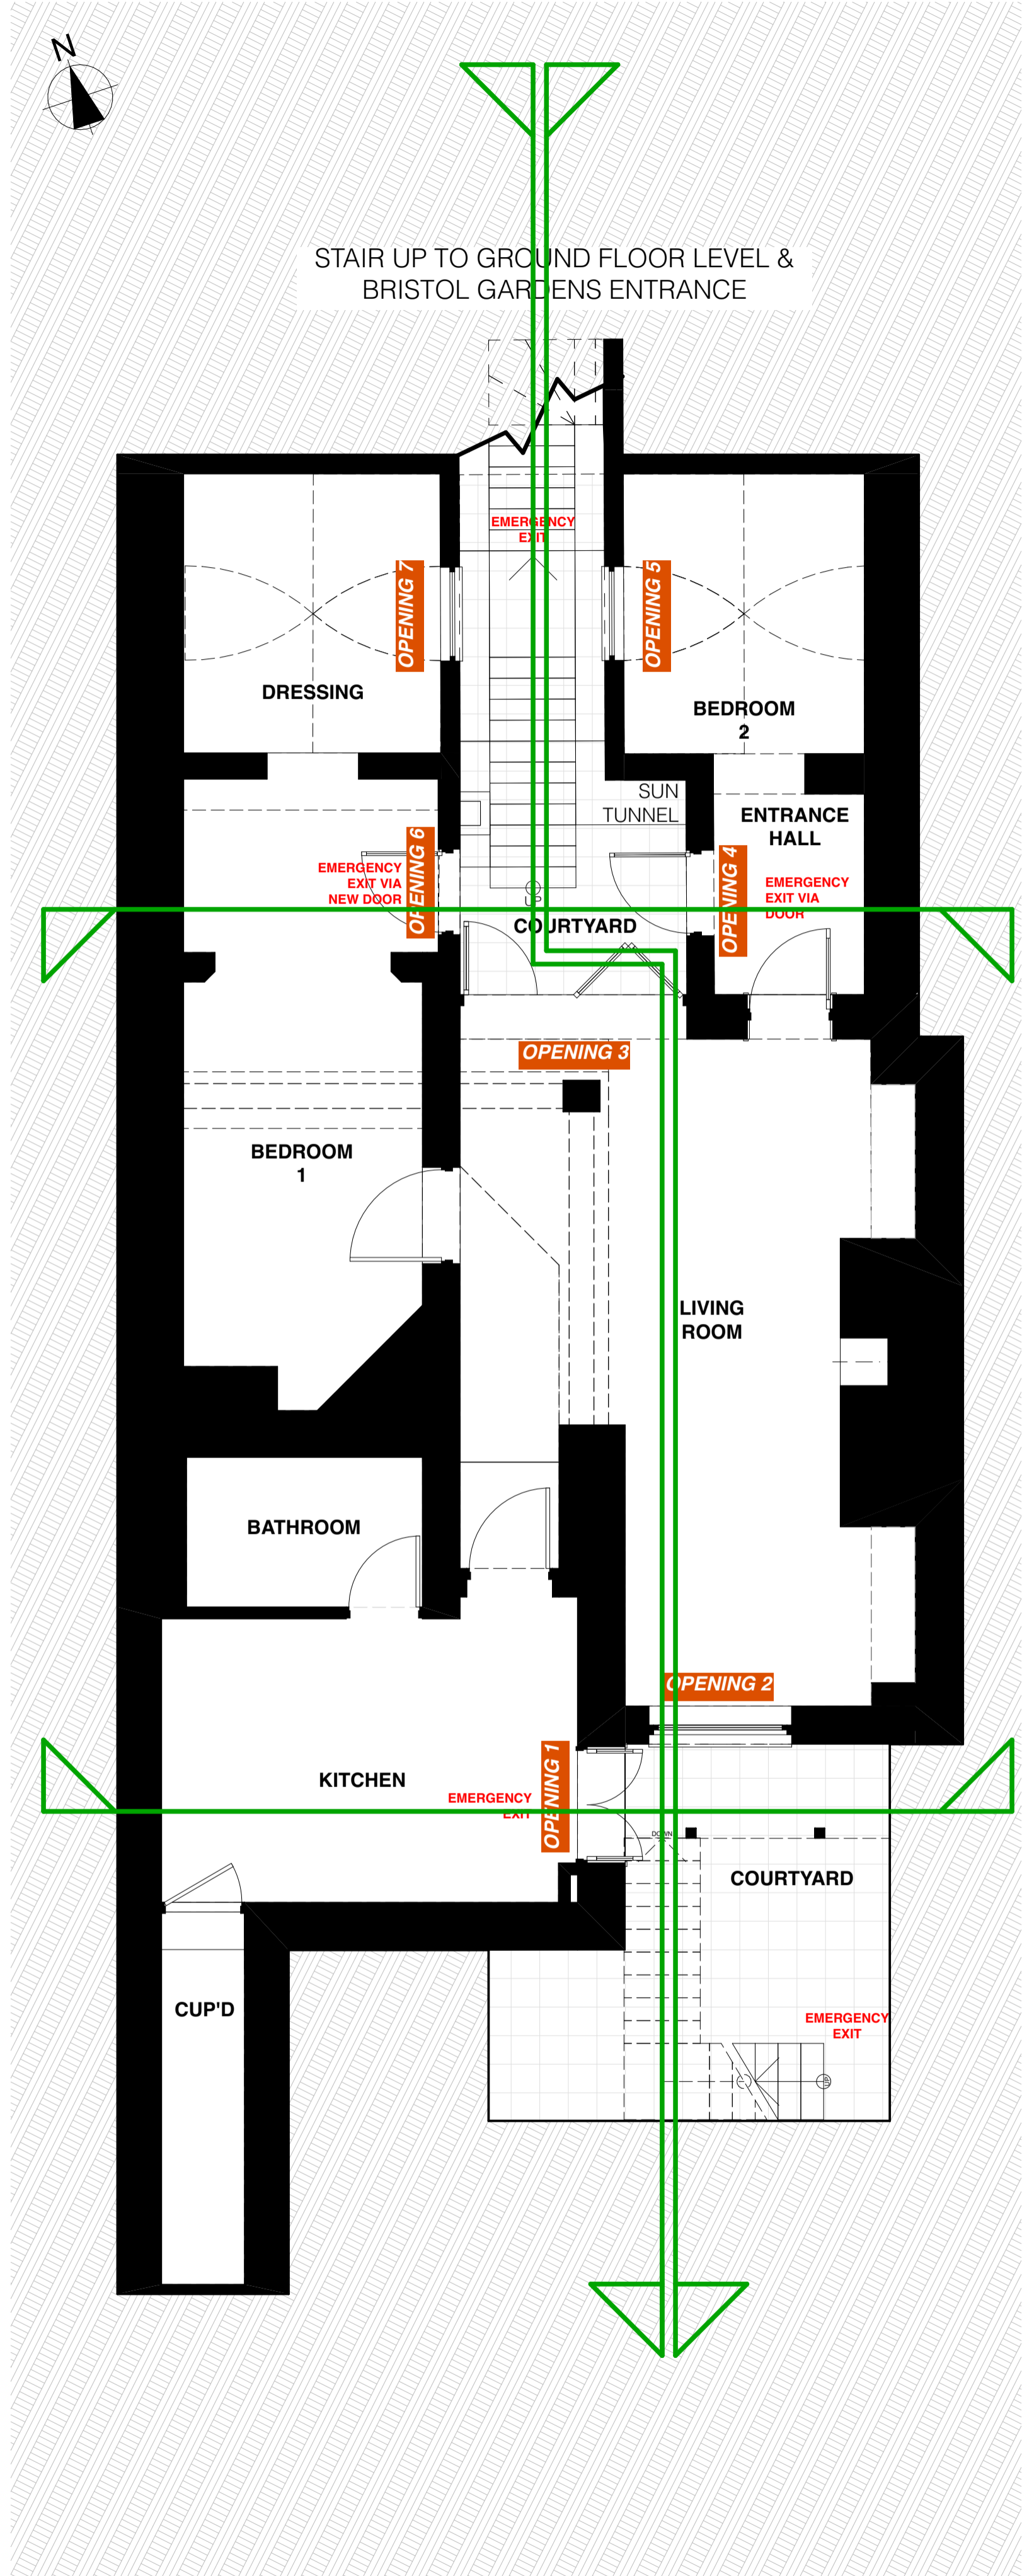 N
STAIR UP TO GROUND FLOOR LEVEL &
BRISTOL GARDENS ENTRANCE
EMERGENCY
EXIT
OPENING 7
OPENING 5
DRESSING
BEDROOM
2
SUN
TUNNEL
ENTRANCE
HALL
OPENING 6
EMERGENCY
EXIT VIA
NEW DOOR
OPENING 4
EMERGENCY
EXIT VIA
DOOR
UP
COURTYARD
OPENING 3
BEDROOM
1
LIVING
ROOM
BATHROOM
OPENING 2
KITCHEN
EMERGENCY
EXIT
OPENING 1
DOWN
COURTYARD
CUP'D
EMERGENCY
EXIT
UP